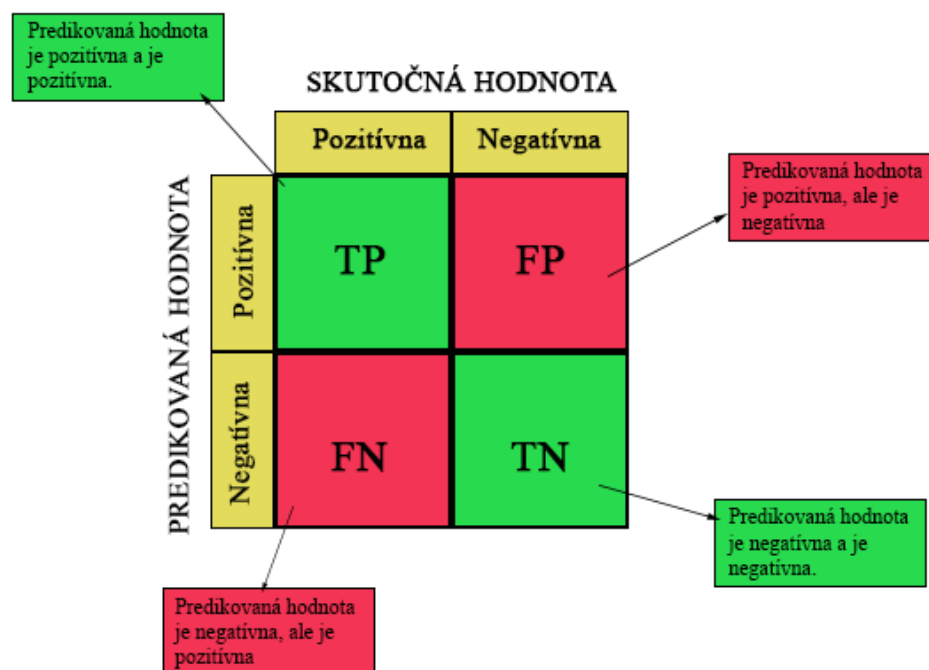 Predikovaná hodnota
je pozitívna a je
pozitívna.
SKUTOČNÁ HODNOTA
Pozitívna
Negatívna
Predikovaná hodnota
je pozitívna, ale je
negatívna
PREDIKOVANÁ HODNOTA
Pozitívna
TP
FP
Negatívna
FN
TN
Predikovaná hodnota
je negatívna a je
negatívna.
Predikovaná hodnota
je negatívna, ale je
pozitívna